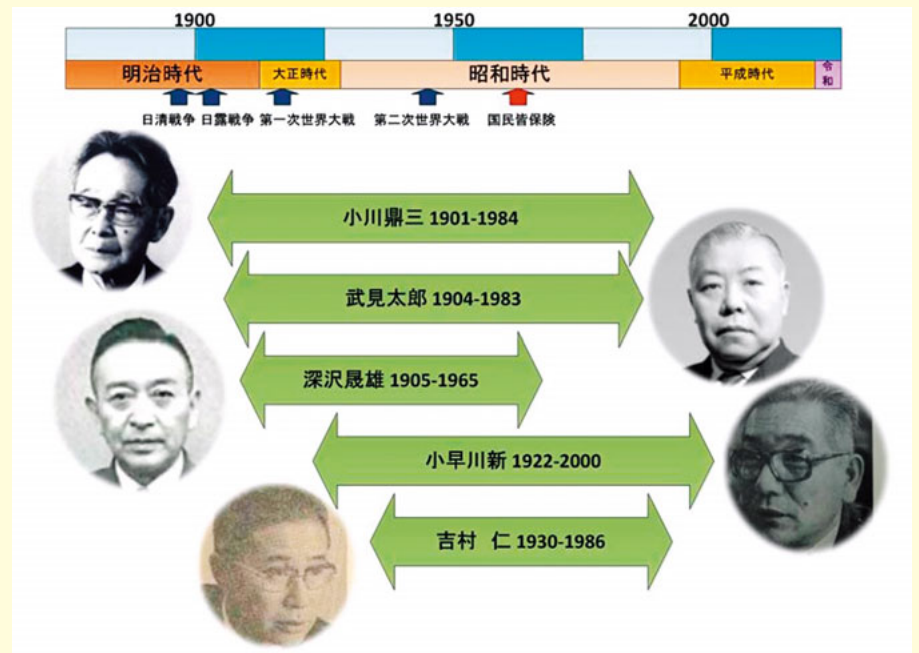 1900 1950 2000
明治時代 大正時代 昭和時代 平成時代 令和
日清戦争 日露戦争 第一次世界大戦 第二次世界大戦 国民皆保険
小川鼎三 1901-1984
武見太郎 1904-1983
深沢晟雄 1905-1965
小早川新 1922-2000
吉村 仁 1930-1986